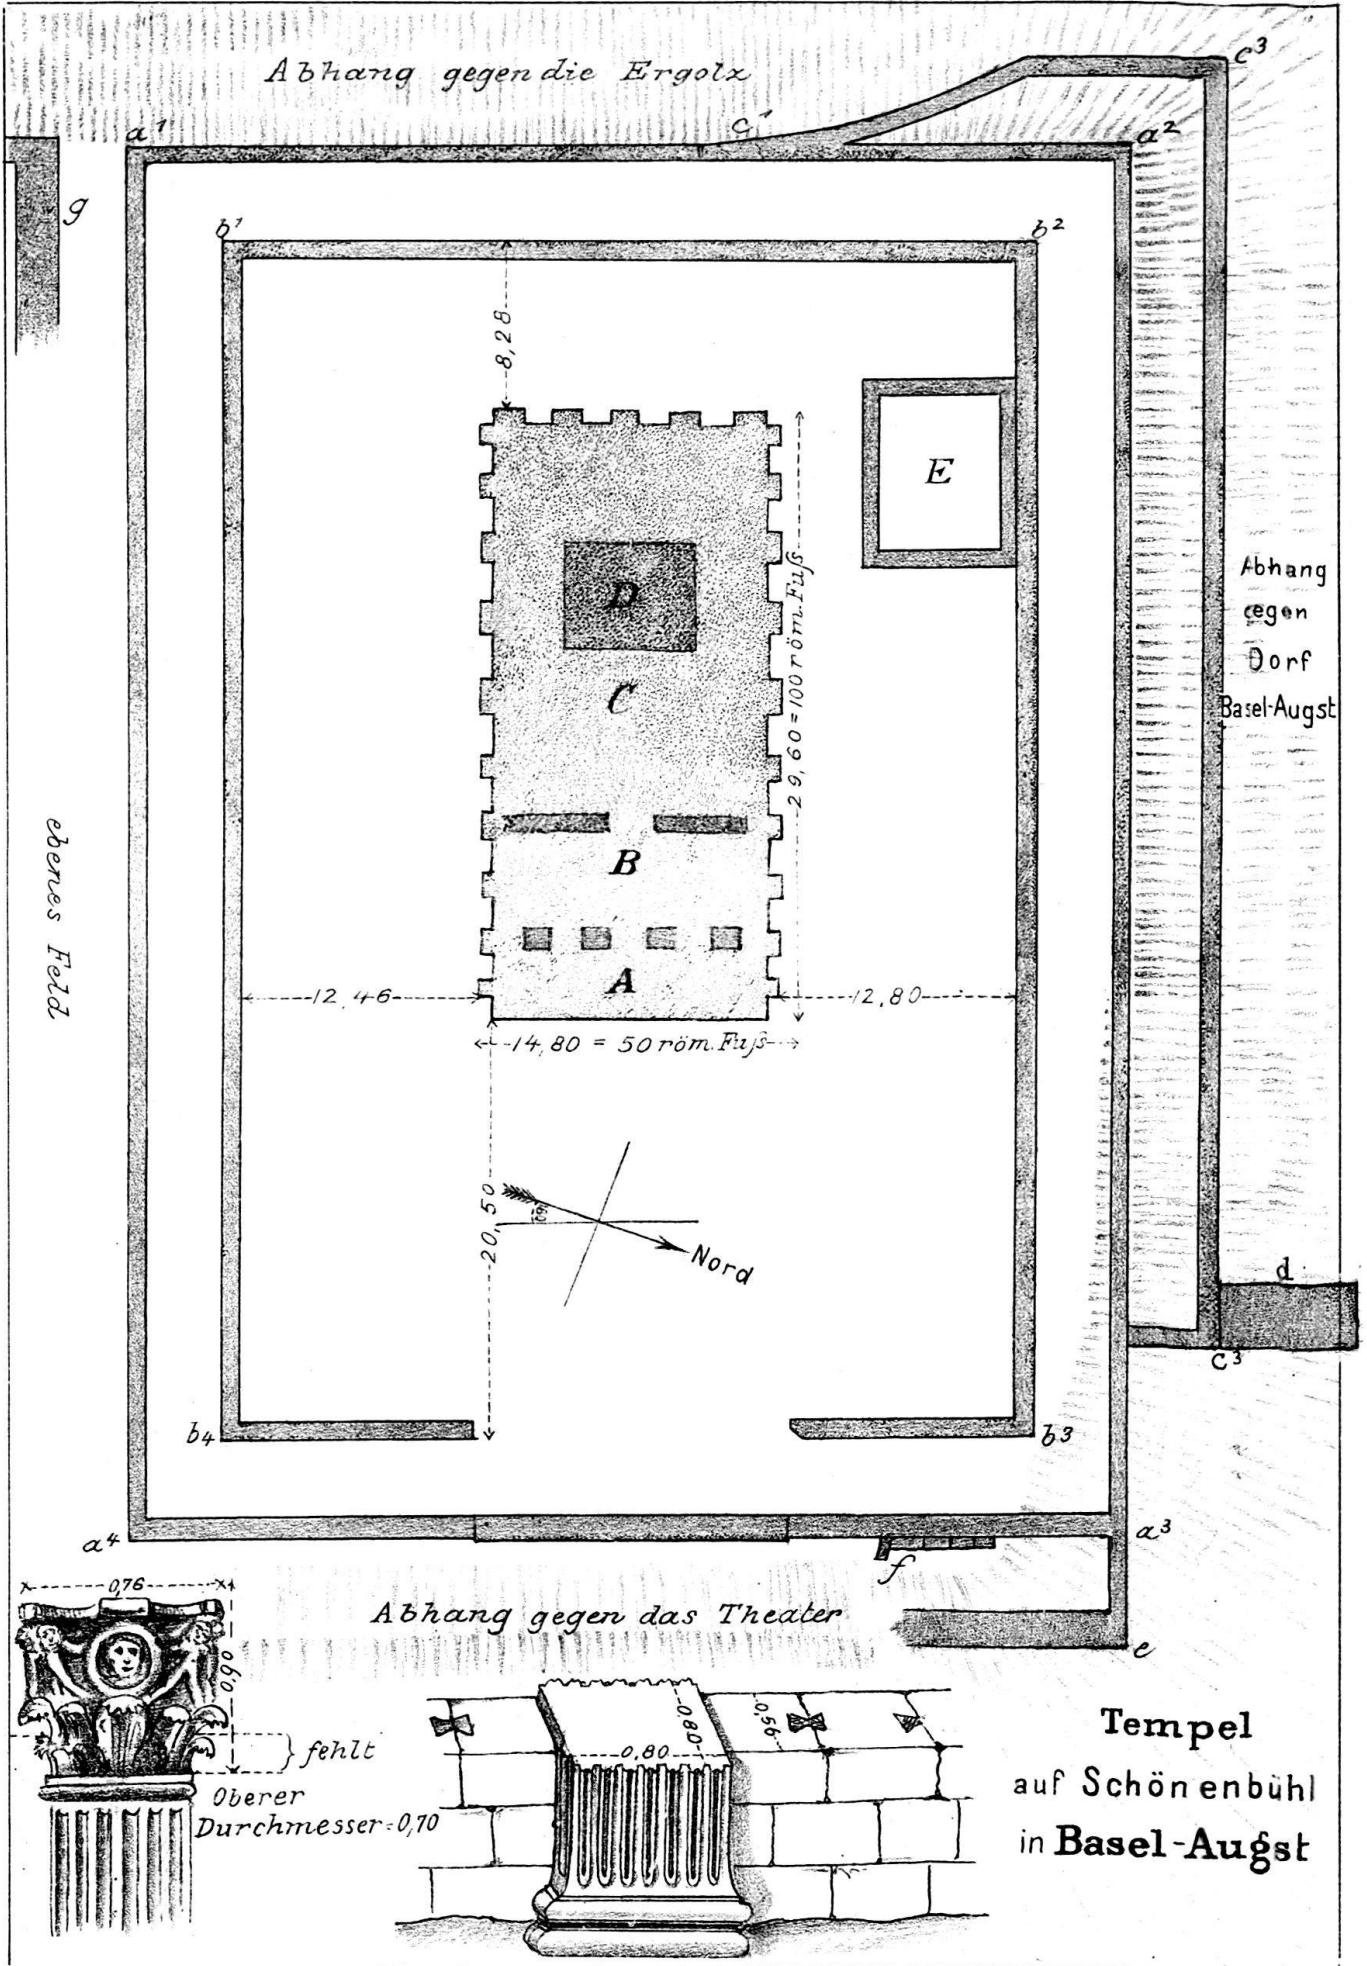 Abhang gegen die Ergolz
c³
a¹
c¹
a²
g
b¹
b²
8,28
E
D
29,60=100 röm. Fuß
Abhang
gegen
Dorf
Basel-Augst
C
ebenes Feld
B
A
12,46
12,80
14,80 = 50 röm. Fuß
20,50
Nord
d
c³
b4
b³
a⁴
a³
f
0,76
Abhang gegen das Theater
e
0,90
0,80
0,56
0,80
fehlt
Oberer
Durchmesser=0,70
Tempel
auf Schönenbühl
in Basel-Augst